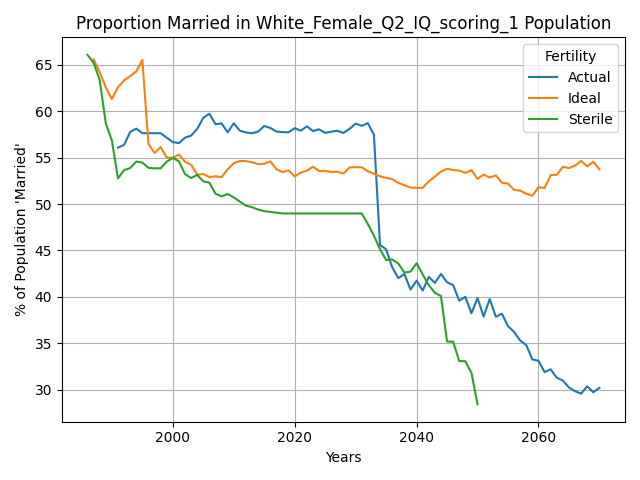 Proportion Married in White_Female_Q2_IQ_scoring_1 Population
Fertility
Actual
Ideal
Sterile
% of Population 'Married'
65
60
55
50
45
40
35
30
2000
2020
2040
2060
Years